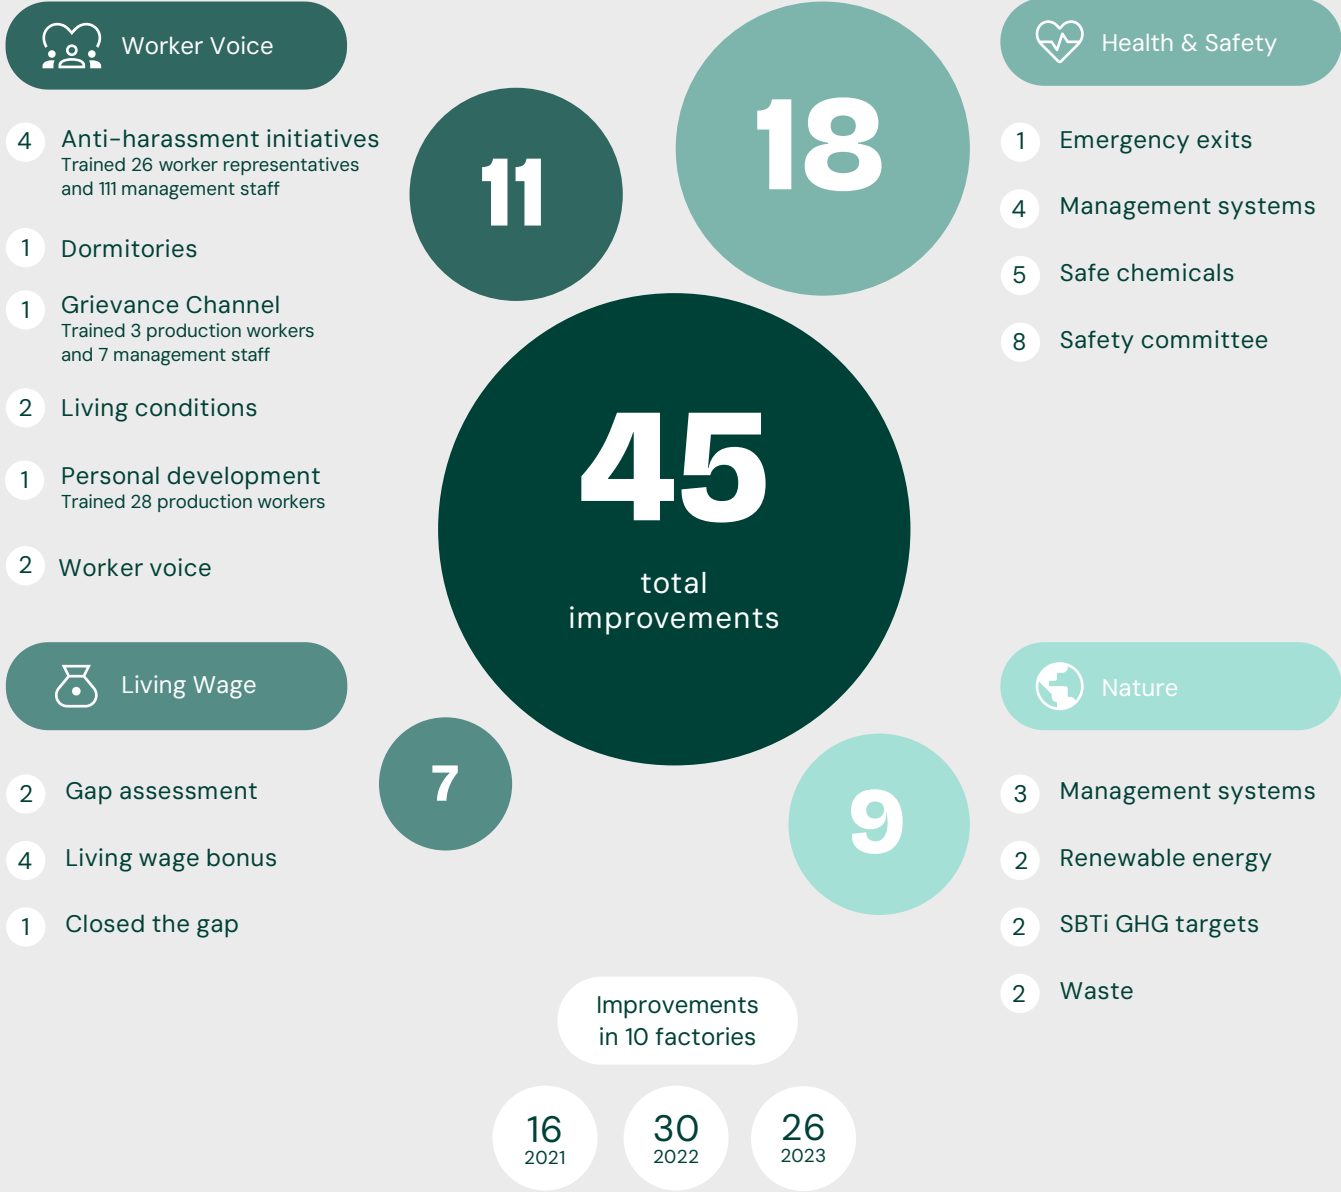 Worker Voice
4 Anti-harassment initiatives
Trained 26 worker representatives
and 111 management staff
1 Dormitories
1 Grievance Channel
Trained 3 production workers
and 7 management staff
2 Living conditions
1 Personal development
Trained 28 production workers
2 Worker voice
11
18
Health & Safety
1 Emergency exits
4 Management systems
5 Safe chemicals
8 Safety committee
45
total
improvements
Living Wage
2 Gap assessment
4 Living wage bonus
1 Closed the gap
7
9
Nature
3 Management systems
2 Renewable energy
2 SBTi GHG targets
2 Waste
Improvements
in 10 factories
16
2021
30
2022
26
2023